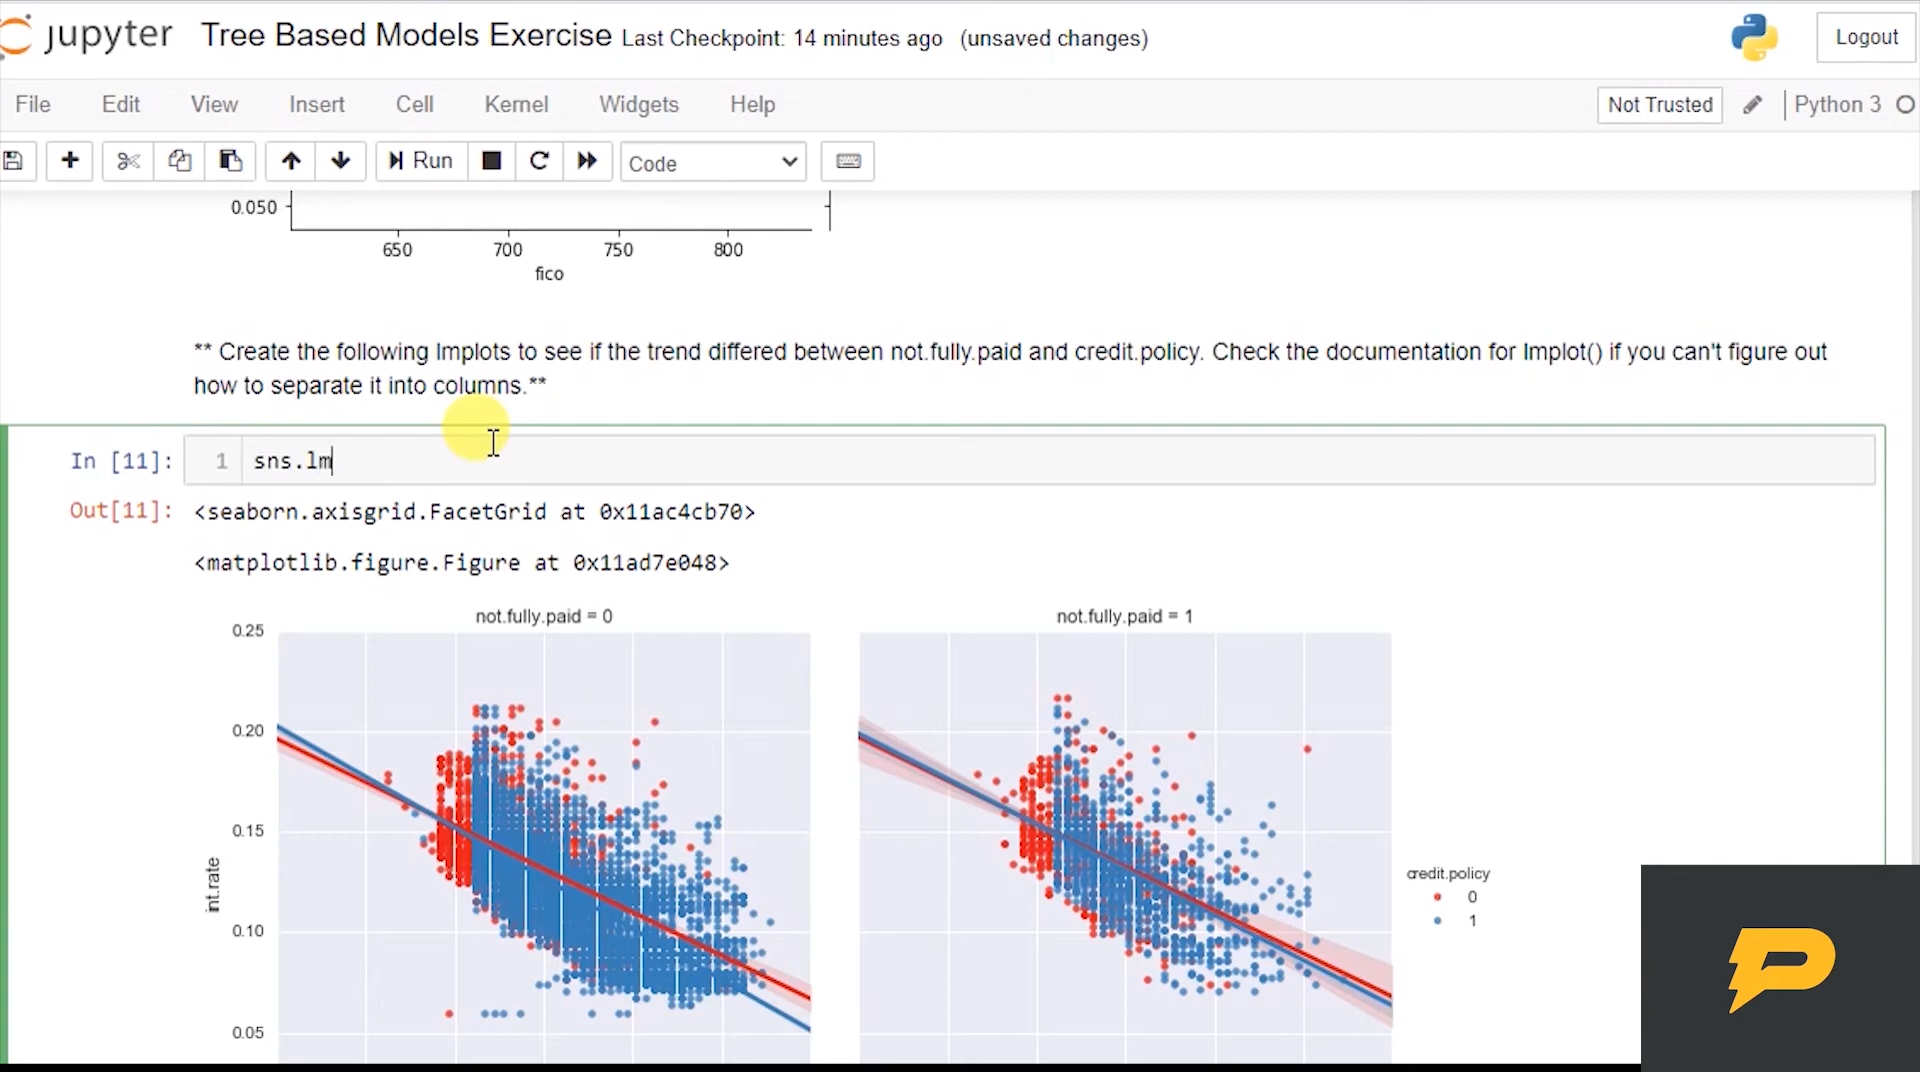 jupyter Tree Based Models Exercise Last Checkpoint: 14 minutes ago (unsaved changes) Logout
File Edit View Insert Cell Kernel Widgets Help Not Trusted Python 3
Run Code
0.050
650 700 750 800
fico
** Create the following lmplots to see if the trend differed between not.fully.paid and credit.policy. Check the documentation for lmplot() if you can't figure out
how to separate it into columns.**
In [11]: 1 sns.lm
Out[11]: <seaborn.axisgrid.FacetGrid at 0x11ac4cb70>
<matplotlib.figure.Figure at 0x11ad7e048>
not.fully.paid = 0 not.fully.paid = 1
0.25
0.20
0.15
0.10
0.05
int.rate
credit.policy
0
1